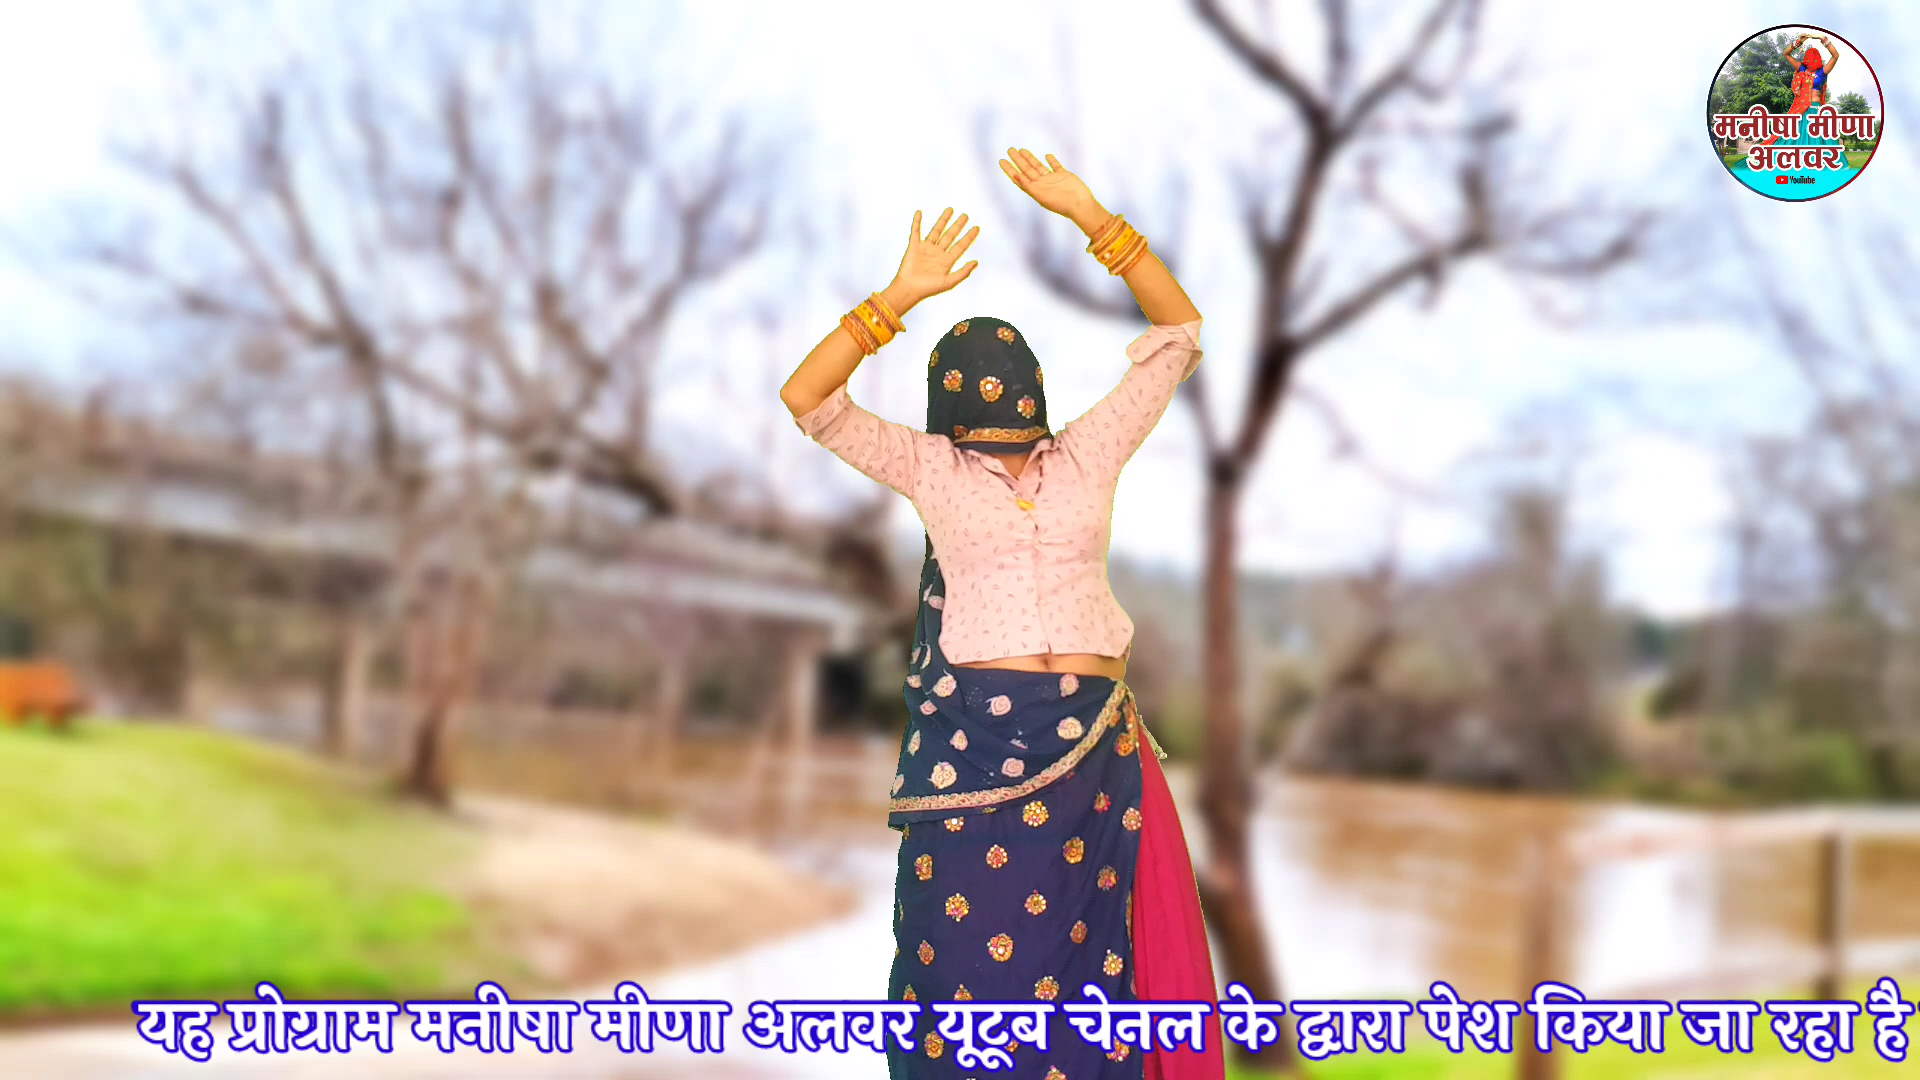 मनीषा मीणा
अलवर
YouTube
यह प्रोग्राम मनीषा मीणा अलवर यूटूब चेनल के द्वारा पेश किया जा रहा है